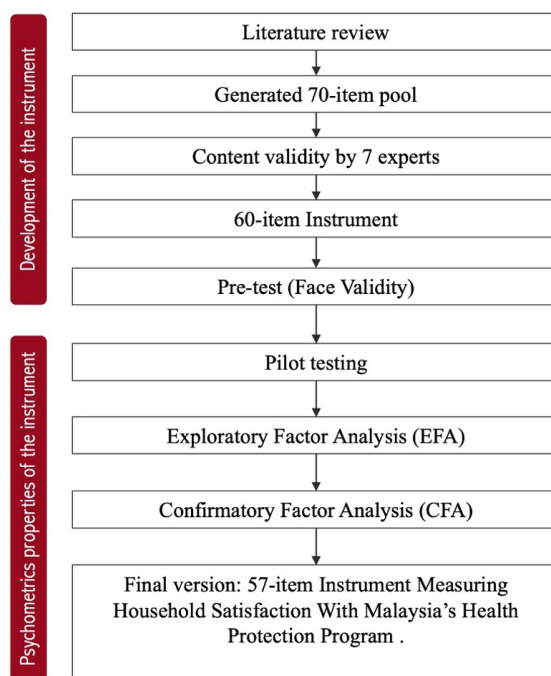 Development of the instrument
Literature review
Generated 70-item pool
Content validity by 7 experts
60-item Instrument
Pre-test (Face Validity)
Psychometrics properties of the instrument
Pilot testing
Exploratory Factor Analysis (EFA)
Confirmatory Factor Analysis (CFA)
Final version: 57-item Instrument Measuring
Household Satisfaction With Malaysia’s Health
Protection Program .